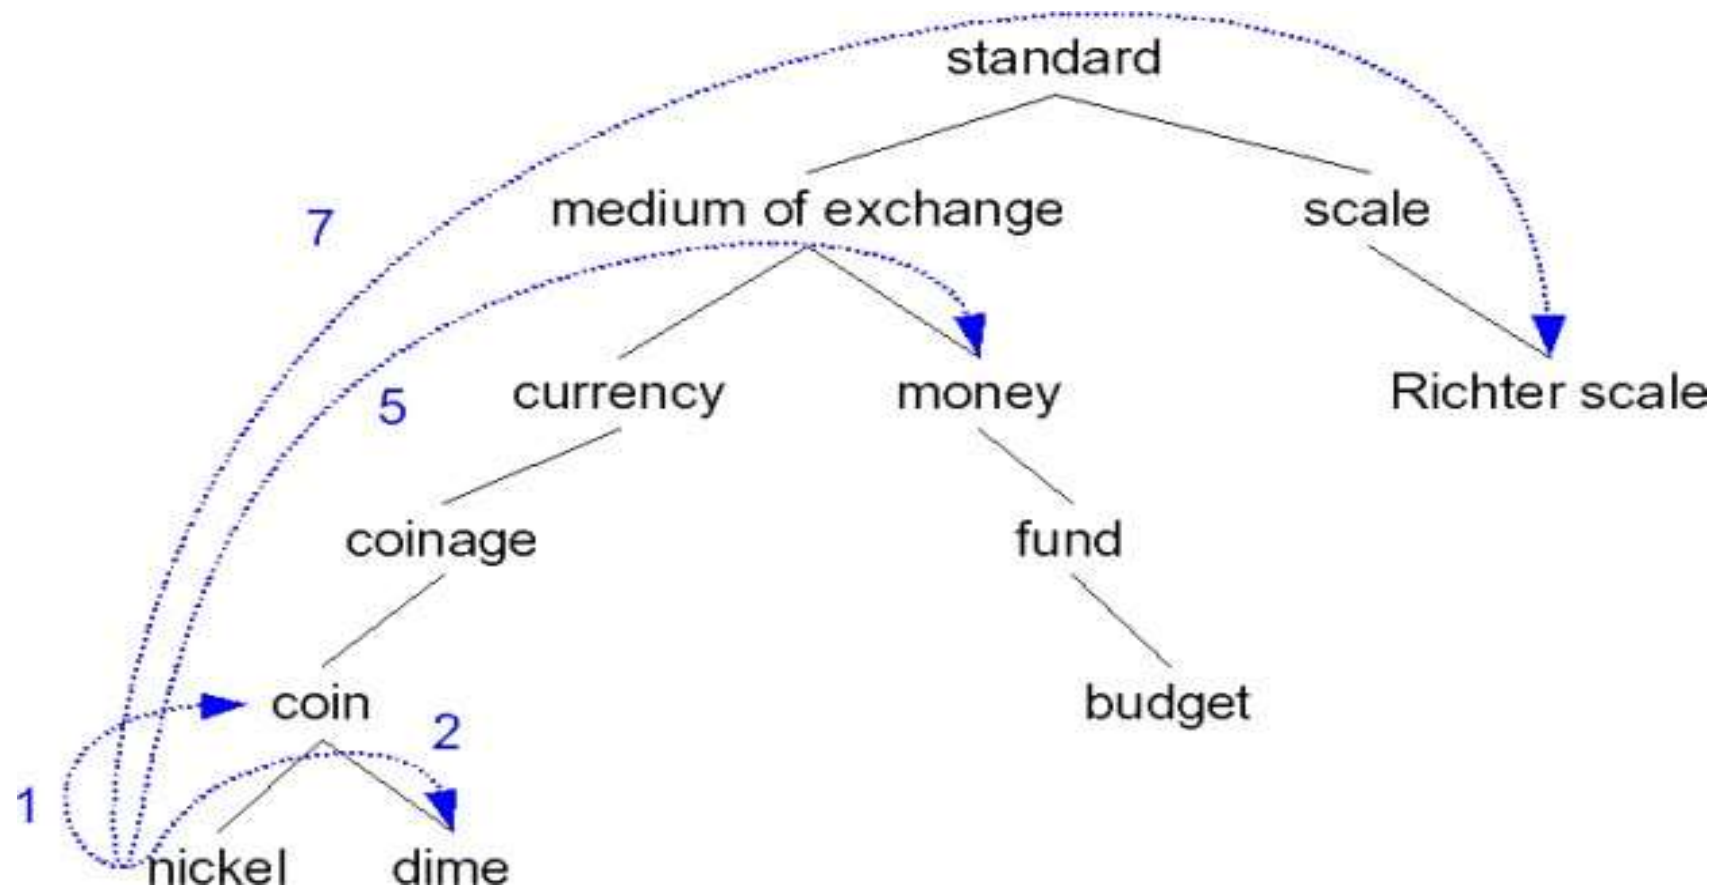 standard
7
medium of exchange
scale
5
currency
money
Richter scale
coinage
fund
coin
2
budget
1
nickel
dime